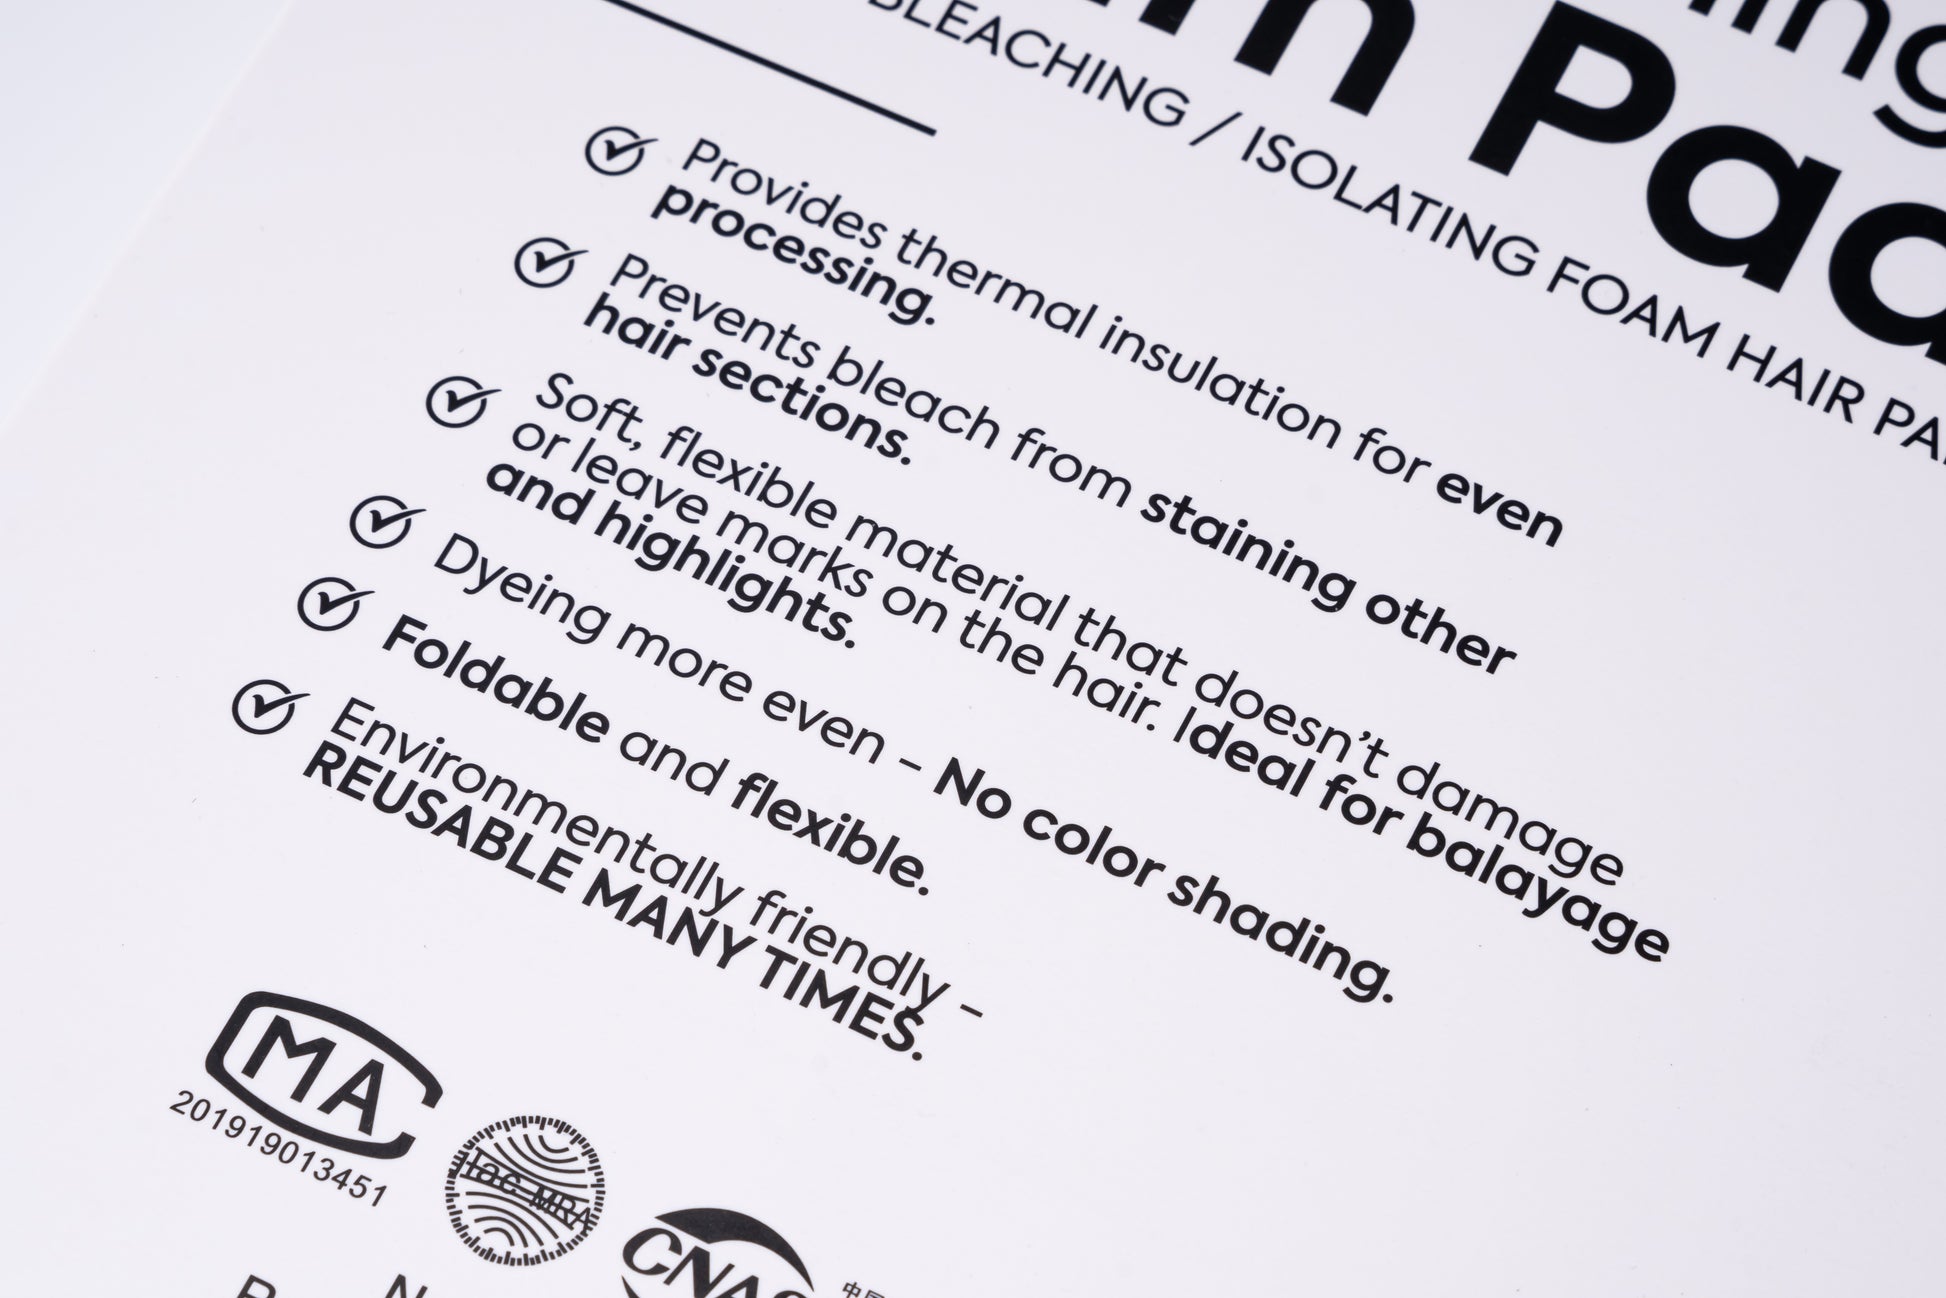 Pad
BLEACHING / ISOLATING FOAM HAIR
Provides thermal insulation for even
processing.
Prevents bleach from staining other
hair sections.
Soft, flexible material that doesn't damage
or leave marks on the hair. Ideal for balayage
and highlights.
Dyeing more even - No color shading.
Foldable and flexible.
Environmentally friendly -
REUSABLE MANY TIMES.
MA
201919013451
ilac-MRA
CNAS